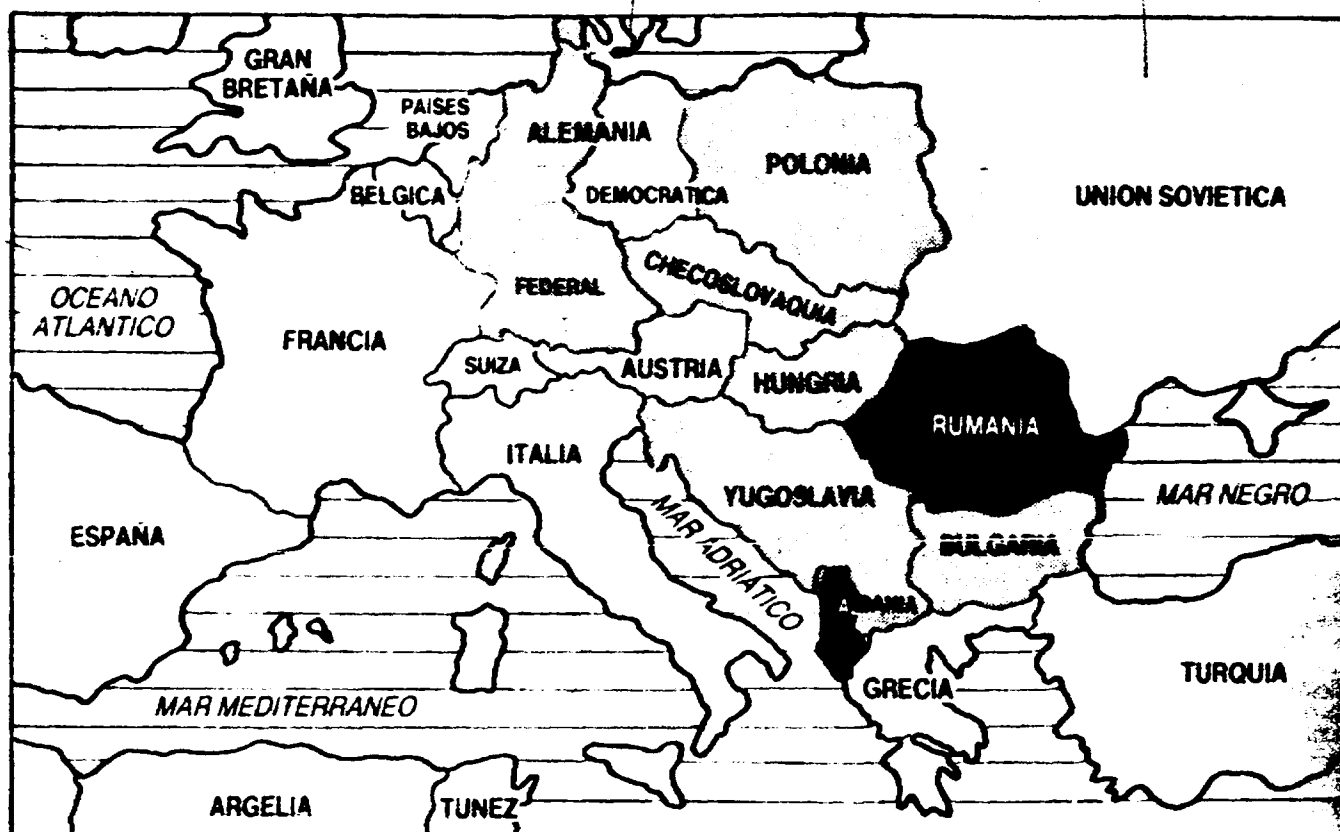 GRAN
BRETAÑA
PAISES
BAJOS
ALEMANIA
POLONIA
BELGICA
DEMOCRATICA
UNION SOVIETICA
CHECOSLOVAQUIA
FEDERAL
OCEANO
ATLANTICO
FRANCIA
SUIZA
AUSTRIA
HUNGRIA
RUMANIA
ITALIA
YUGOSLAVIA
MAR NEGRO
ESPAÑA
MAR ADRIATICO
BULGARIA
ALBANIA
TURQUIA
GRECIA
MAR MEDITERRANEO
ARGELIA
TUNEZ